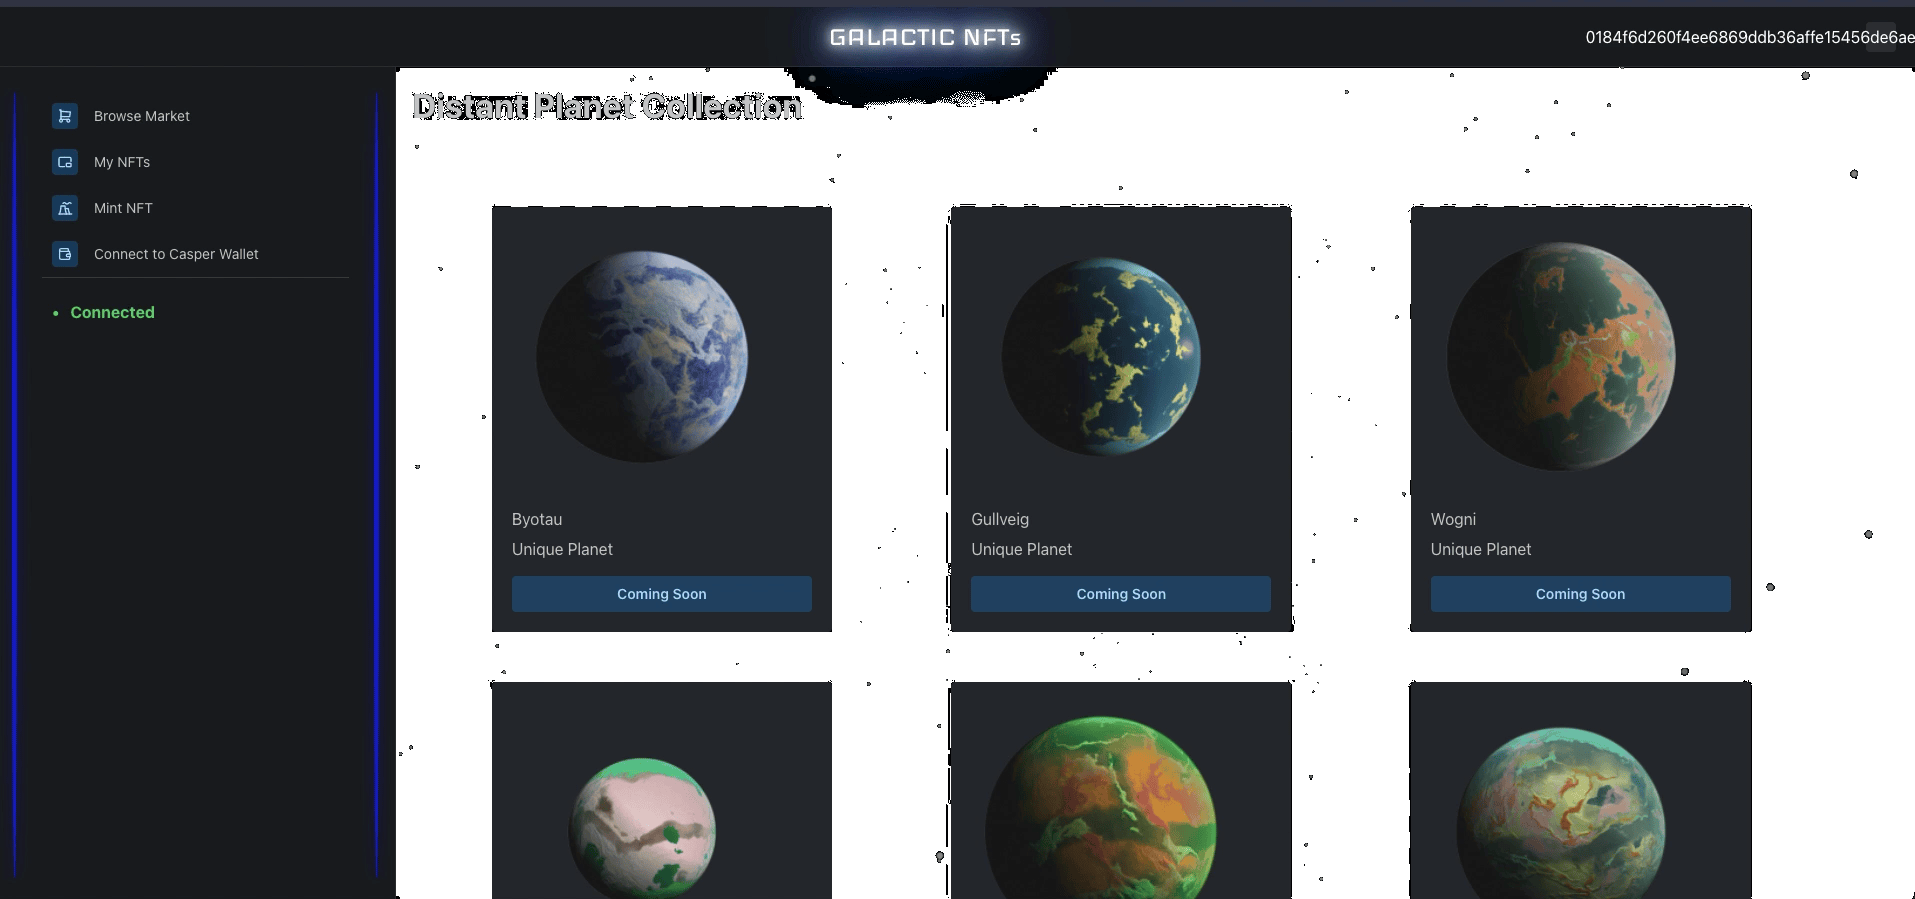 GALACTIC NFTs
0184f6d260f4ee6869ddb36affe15456de6ae
Browse Market
My NFTs
Mint NFT
Connect to Casper Wallet
• Connected
Distant Planet Collection
Byotau
Unique Planet
Coming Soon
Gullveig
Unique Planet
Coming Soon
Wogni
Unique Planet
Coming Soon